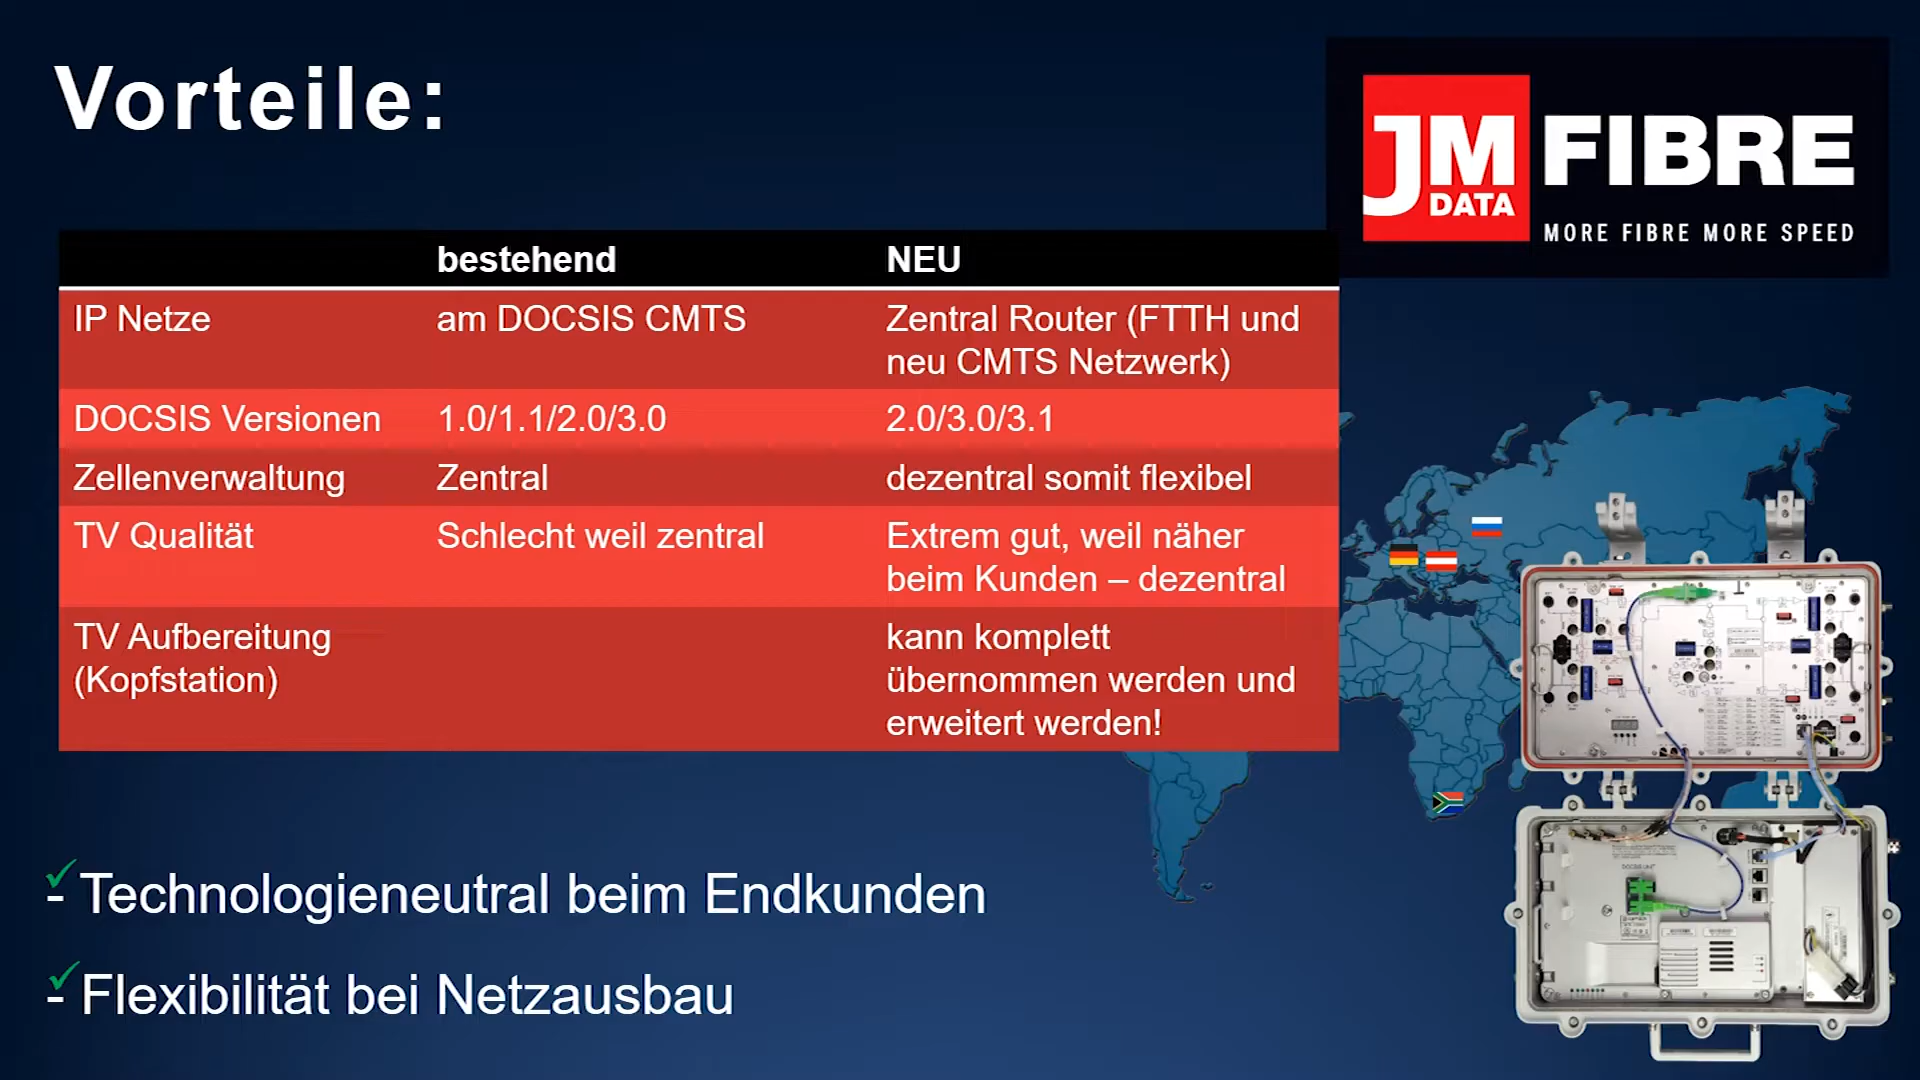 Vorteile:
JM DATA FIBRE
MORE FIBRE MORE SPEED
bestehend NEU
IP Netze am DOCSIS CMTS Zentral Router (FTTH und
neu CMTS Netzwerk)
DOCSIS Versionen 1.0/1.1/2.0/3.0 2.0/3.0/3.1
Zellenverwaltung Zentral dezentral somit flexibel
TV Qualität Schlecht weil zentral Extrem gut, weil näher
beim Kunden – dezentral
TV Aufbereitung kann komplett
(Kopfstation) übernommen werden und
erweitert werden!
- Technologieneutral beim Endkunden
- Flexibilität bei Netzausbau